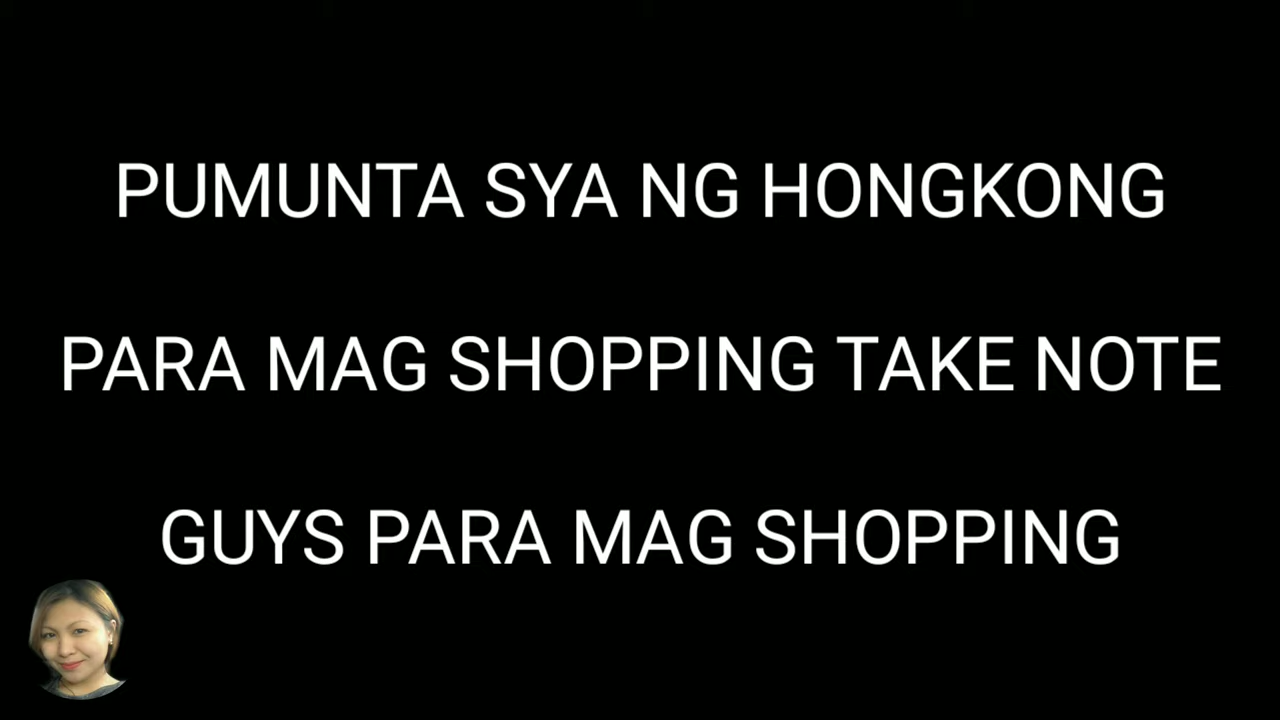 PUMUNTA SYA NG HONGKONG
PARA MAG SHOPPING TAKE NOTE
GUYS PARA MAG SHOPPING